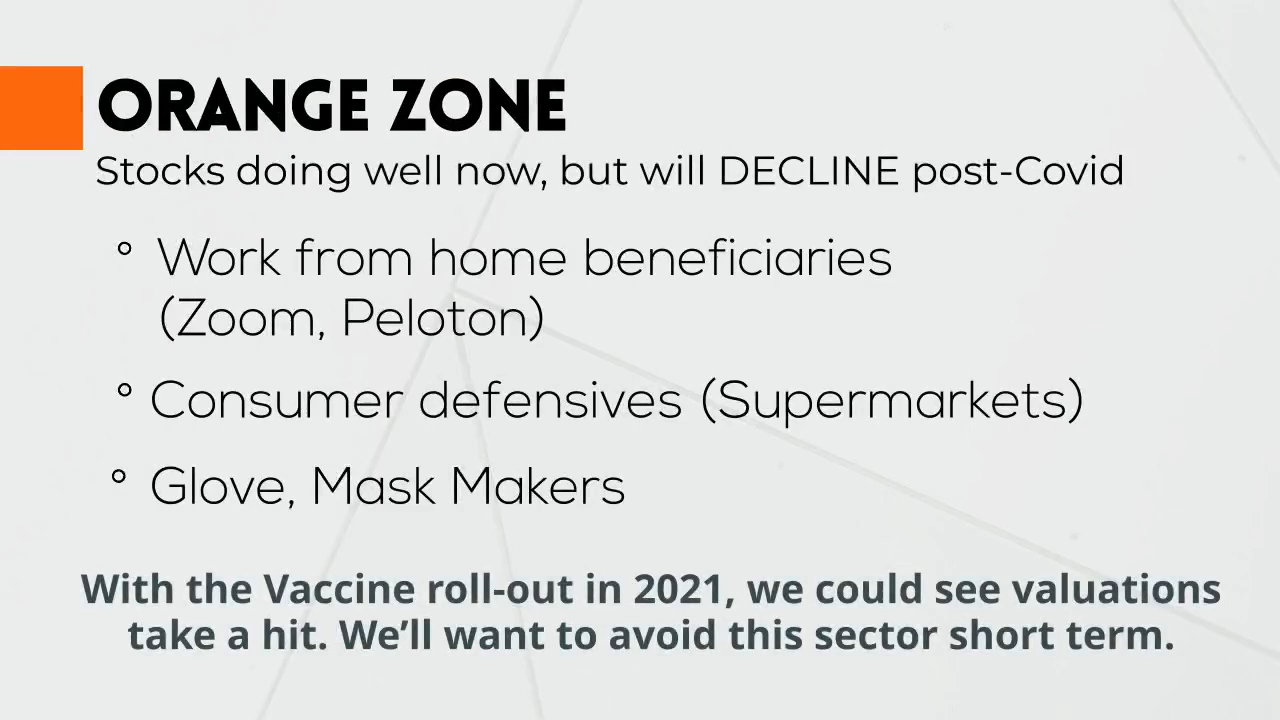 ORANGE ZONE
Stocks doing well now, but will DECLINE post-Covid
° Work from home beneficiaries
(Zoom, Peloton)
° Consumer defensives (Supermarkets)
° Glove, Mask Makers
With the Vaccine roll-out in 2021, we could see valuations
take a hit. We’ll want to avoid this sector short term.